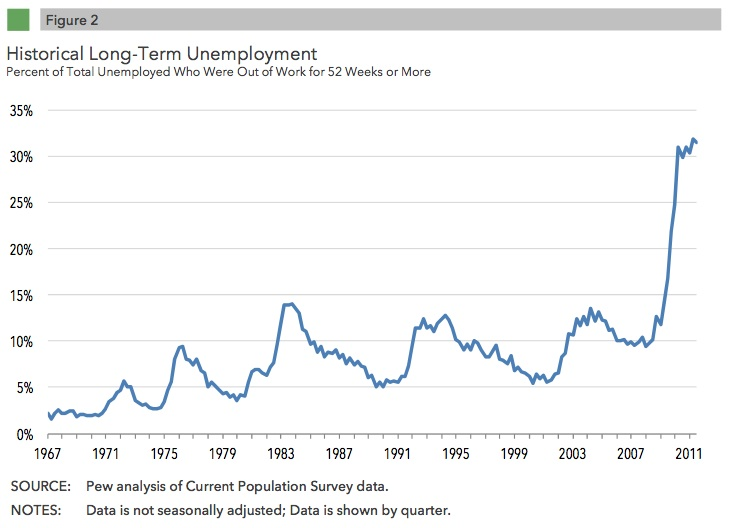 Figure 2
Historical Long-Term Unemployment
Percent of Total Unemployed Who Were Out of Work for 52 Weeks or More
35%
30%
25%
20%
15%
10%
5%
0%
1967 1971 1975 1979 1983 1987 1991 1995 1999 2003 2007 2011
SOURCE: Pew analysis of Current Population Survey data.
NOTES: Data is not seasonally adjusted; Data is shown by quarter.